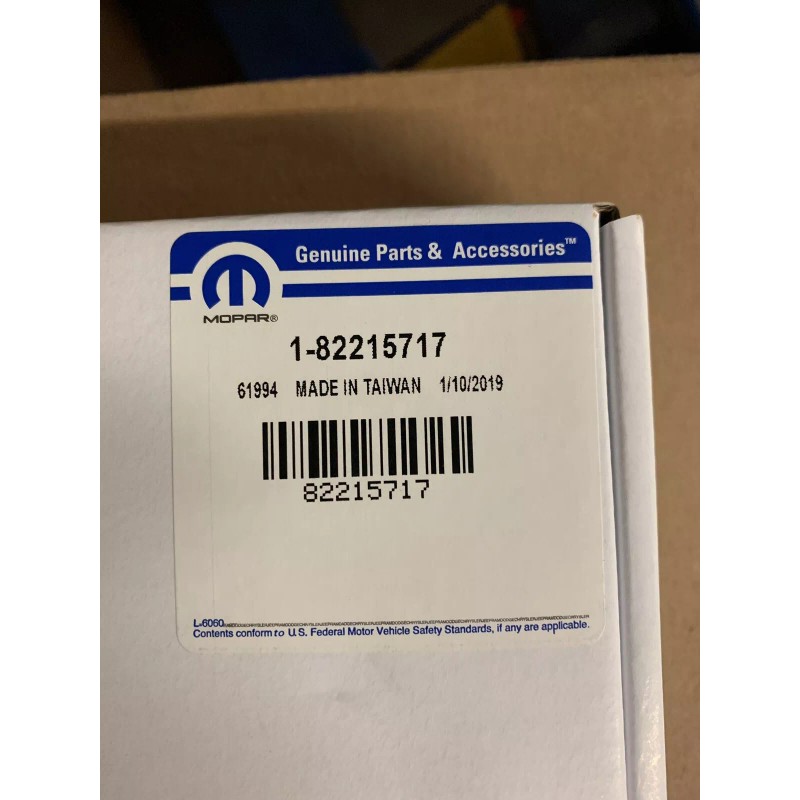 Genuine Parts & Accessories™
MOPAR®
1-82215717
61994 MADE IN TAIWAN 1/10/2019
82215717
L-6060
Contents conform to U.S. Federal Motor Vehicle Safety Standards, if any are applicable.